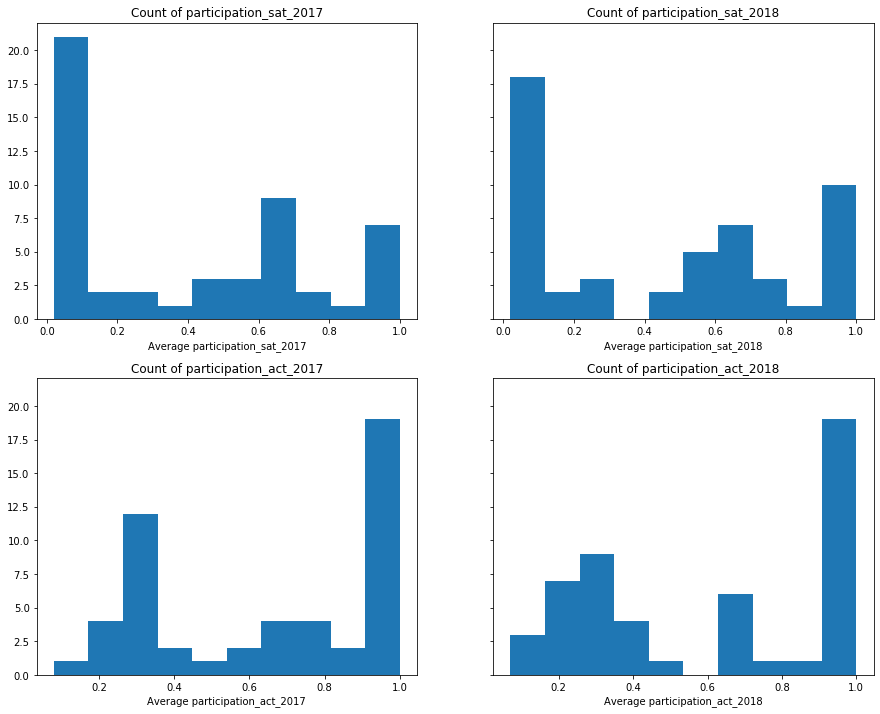 Count of participation_sat_2017
Count of participation_sat_2018
20.0
17.5
15.0
12.5
10.0
7.5
5.0
2.5
0.0
0.0 0.2 0.4 0.6 0.8 1.0
0.0 0.2 0.4 0.6 0.8 1.0
Average participation_sat_2017
Average participation_sat_2018
Count of participation_act_2017
Count of participation_act_2018
20.0
17.5
15.0
12.5
10.0
7.5
5.0
2.5
0.0
0.2 0.4 0.6 0.8 1.0
0.2 0.4 0.6 0.8 1.0
Average participation_act_2017
Average participation_act_2018